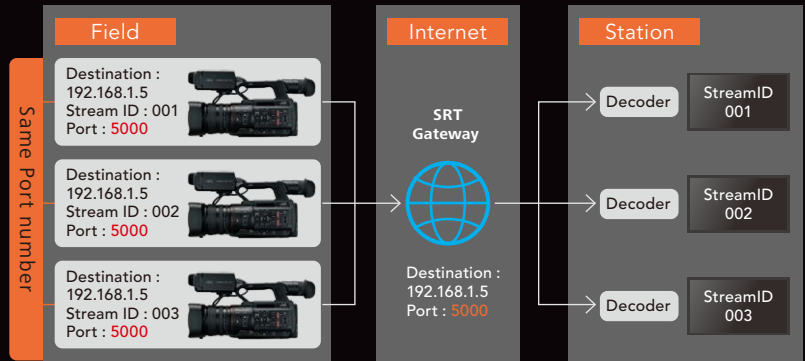 Field
Internet
Station
Same Port number
Destination :
192.168.1.5
Stream ID : 001
Port : 5000
Destination :
192.168.1.5
Stream ID : 002
Port : 5000
Destination :
192.168.1.5
Stream ID : 003
Port : 5000
SRT
Gateway
Destination :
192.168.1.5
Port : 5000
Decoder
StreamID
001
Decoder
StreamID
002
Decoder
StreamID
003